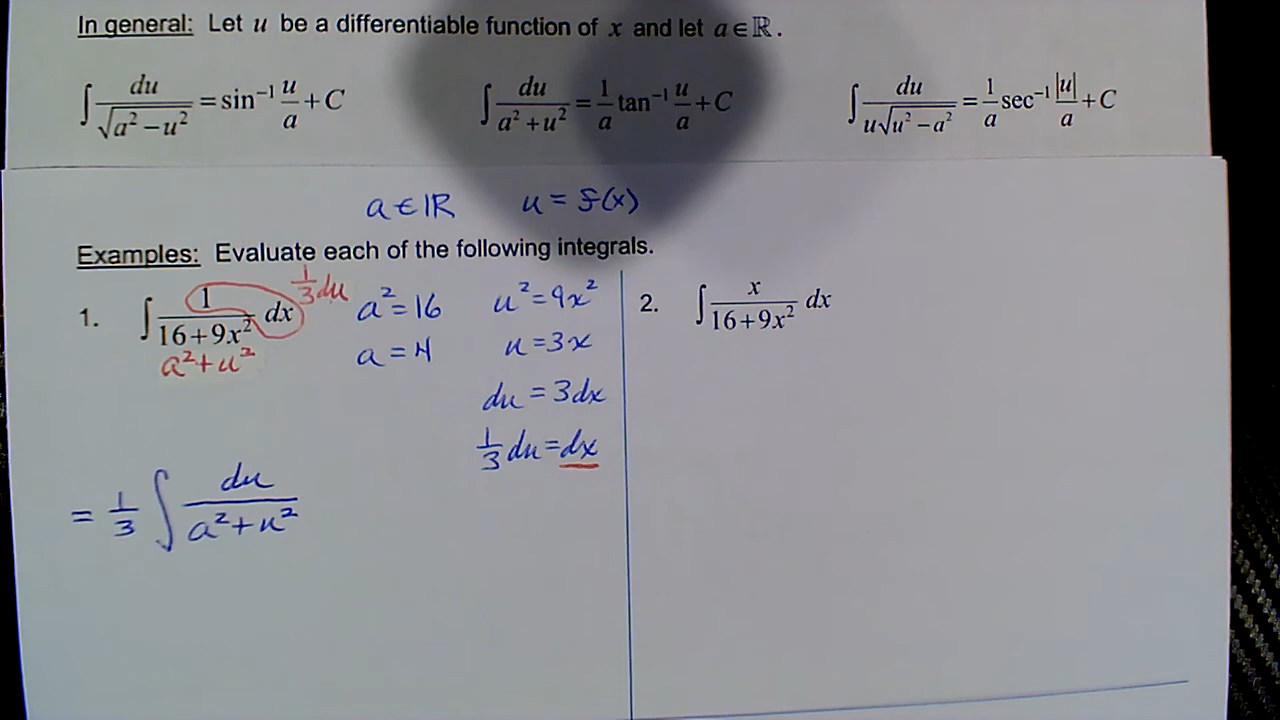 In general: Let u be a differentiable function of x and let a∈ℝ.
∫ du/√(a²−u²) = sin⁻¹ u/a + C
∫ du/(a²+u²) = 1/a tan⁻¹ u/a + C
∫ du/(u√(u²−a²)) = 1/a sec⁻¹ |u|/a + C
a∈ℝ u = f(x)
Examples: Evaluate each of the following integrals.
1. ∫ 1/(16+9x²) dx
1/3 du
a²+u²
a²=16
a=4
u²=9x²
u=3x
du=3dx
1/3 du=dx
= 1/3 ∫ du/(a²+u²)
2. ∫ x/(16+9x²) dx